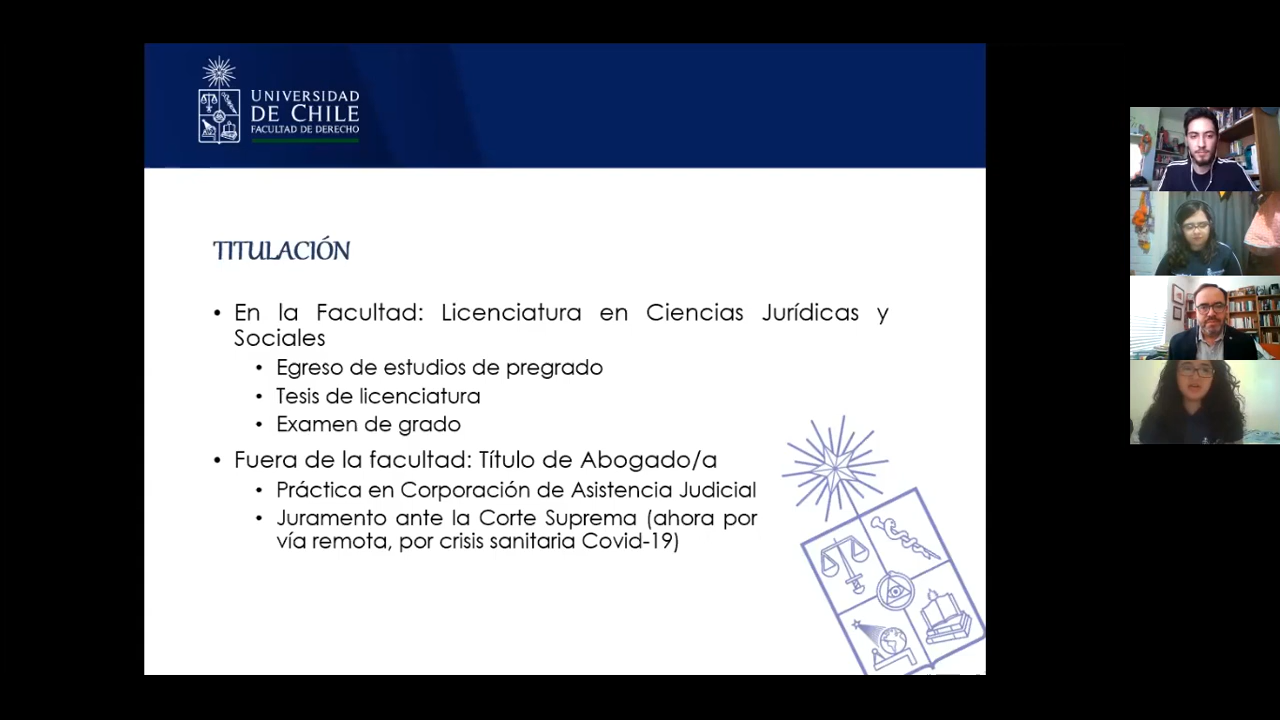 UNIVERSIDAD
DE CHILE
FACULTAD DE DERECHO
TITULACIÓN
• En la Facultad: Licenciatura en Ciencias Jurídicas y
Sociales
• Egreso de estudios de pregrado
• Tesis de licenciatura
• Examen de grado
• Fuera de la facultad: Título de Abogado/a
• Práctica en Corporación de Asistencia Judicial
• Juramento ante la Corte Suprema (ahora por
vía remota, por crisis sanitaria Covid-19)